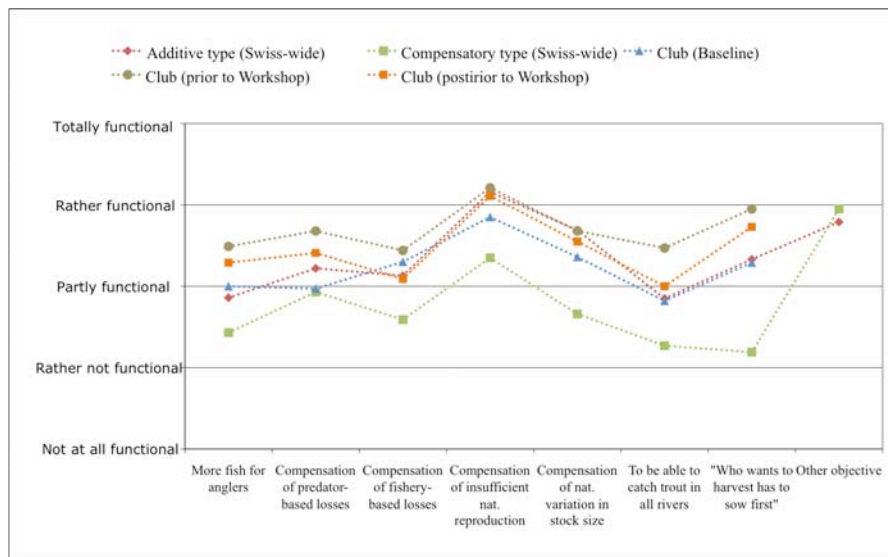 Additive type (Swiss-wide)
Compensatory type (Swiss-wide)
Club (Baseline)
Club (prior to Workshop)
Club (postirior to Workshop)
Totally functional
Rather functional
Partly functional
Rather not functional
Not at all functional
More fish for
anglers
Compensation
of predator-
based losses
Compensation
of fishery-
based losses
Compensation
of insufficient
nat.
reproduction
Compensation
of nat.
variation in
stock size
To be able to
catch trout in
all rivers
"Who wants to
harvest has to
sow first"
Other objective